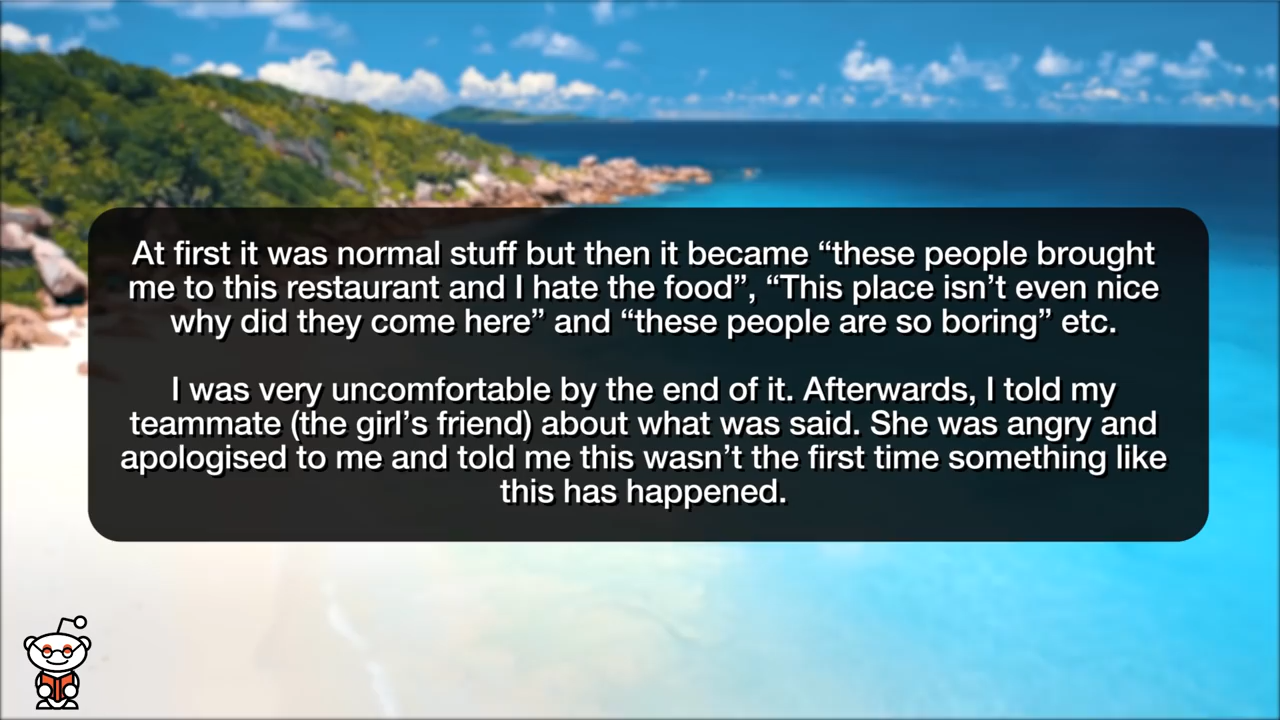 At first it was normal stuff but then it became “these people brought
me to this restaurant and I hate the food”, “This place isn’t even nice
why did they come here” and “these people are so boring” etc.
I was very uncomfortable by the end of it. Afterwards, I told my
teammate (the girl’s friend) about what was said. She was angry and
apologised to me and told me this wasn’t the first time something like
this has happened.